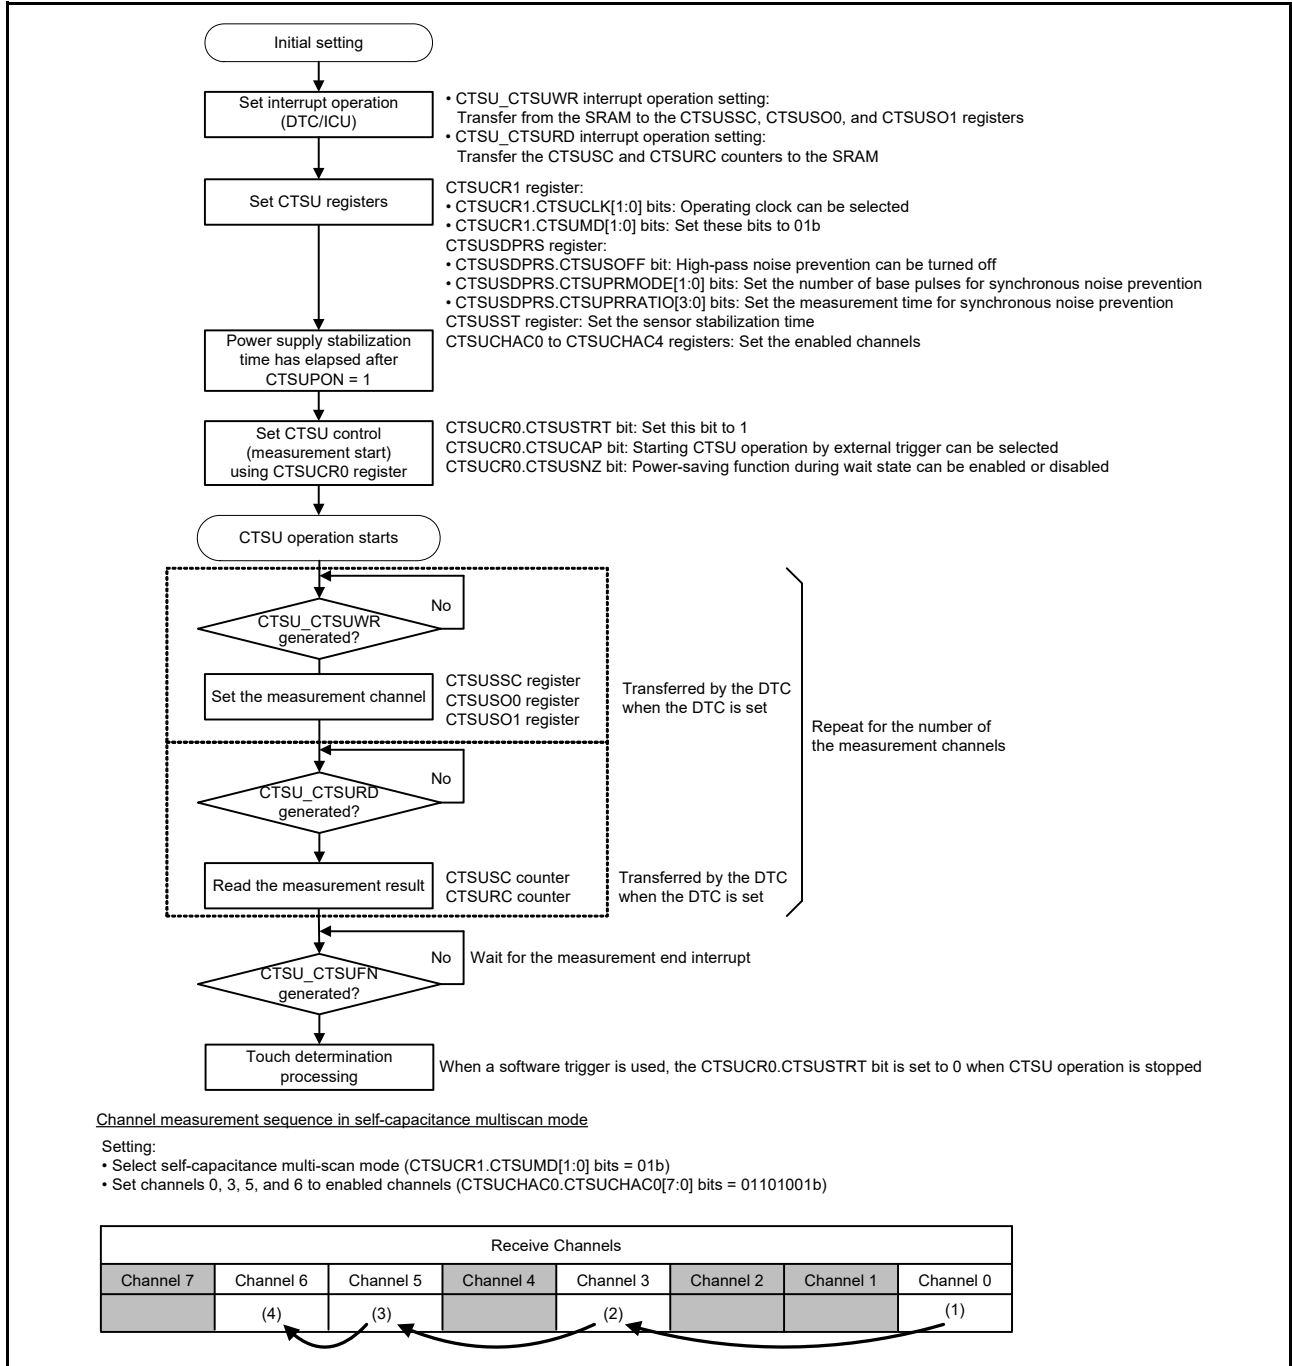 Initial setting
Set interrupt operation
(DTC/ICU)
• CTSU_CTSUWR interrupt operation setting:
Transfer from the SRAM to the CTSUSSC, CTSUSO0, and CTSUSO1 registers
• CTSU_CTSURD interrupt operation setting:
Transfer the CTSUSC and CTSURC counters to the SRAM
Set CTSU registers
CTSUCR1 register:
• CTSUCR1.CTSUCLK[1:0] bits: Operating clock can be selected
• CTSUCR1.CTSUMD[1:0] bits: Set these bits to 01b
CTSUSDPRS register:
• CTSUSDPRS.CTSUSOFF bit: High-pass noise prevention can be turned off
• CTSUSDPRS.CTSUPRMODE[1:0] bits: Set the number of base pulses for synchronous noise prevention
• CTSUSDPRS.CTSUPRRATIO[3:0] bits: Set the measurement time for synchronous noise prevention
CTSUSST register: Set the sensor stabilization time
CTSUCHAC0 to CTSUCHAC4 registers: Set the enabled channels
Power supply stabilization
time has elapsed after
CTSUPON = 1
Set CTSU control
(measurement start)
using CTSUCR0 register
CTSUCR0.CTSUSTRT bit: Set this bit to 1
CTSUCR0.CTSUCAP bit: Starting CTSU operation by external trigger can be selected
CTSUCR0.CTSUSNZ bit: Power-saving function during wait state can be enabled or disabled
CTSU operation starts
No
CTSU_CTSUWR
generated?
Set the measurement channel
CTSUSSC register
CTSUSO0 register
CTSUSO1 register
Transferred by the DTC
when the DTC is set
Repeat for the number of
the measurement channels
No
CTSU_CTSURD
generated?
Read the measurement result
CTSUSC counter
CTSURC counter
Transferred by the DTC
when the DTC is set
No
Wait for the measurement end interrupt
CTSU_CTSUFN
generated?
Touch determination
processing
When a software trigger is used, the CTSUCR0.CTSUSTRT bit is set to 0 when CTSU operation is stopped
Channel measurement sequence in self-capacitance multiscan mode
Setting:
• Select self-capacitance multi-scan mode (CTSUCR1.CTSUMD[1:0] bits = 01b)
• Set channels 0, 3, 5, and 6 to enabled channels (CTSUCHAC0.CTSUCHAC0[7:0] bits = 01101001b)
Receive Channels
Channel 7 Channel 6 Channel 5 Channel 4 Channel 3 Channel 2 Channel 1 Channel 0
(4) (3) (2) (1)